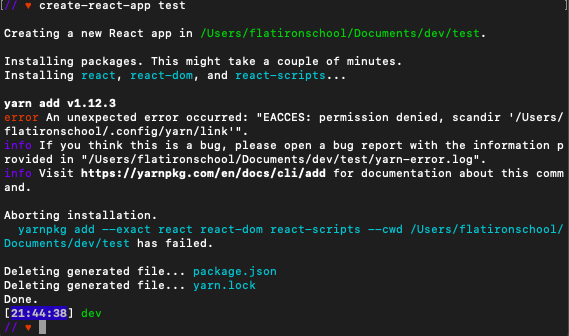 [// ♥ create-react-app test ]
Creating a new React app in /Users/flatironschool/Documents/dev/test.
Installing packages. This might take a couple of minutes.
Installing react, react-dom, and react-scripts...
yarn add v1.12.3
error An unexpected error occurred: "EACCES: permission denied, scandir '/Users/
flatironschool/.config/yarn/link'".
info If you think this is a bug, please open a bug report with the information p
rovided in "/Users/flatironschool/Documents/dev/test/yarn-error.log".
info Visit https://yarnpkg.com/en/docs/cli/add for documentation about this comm
and.
Aborting installation.
  yarnpkg add --exact react react-dom react-scripts --cwd /Users/flatironschool/
Documents/dev/test has failed.
Deleting generated file... package.json
Deleting generated file... yarn.lock
Done.
[21:44:38] dev
// ♥